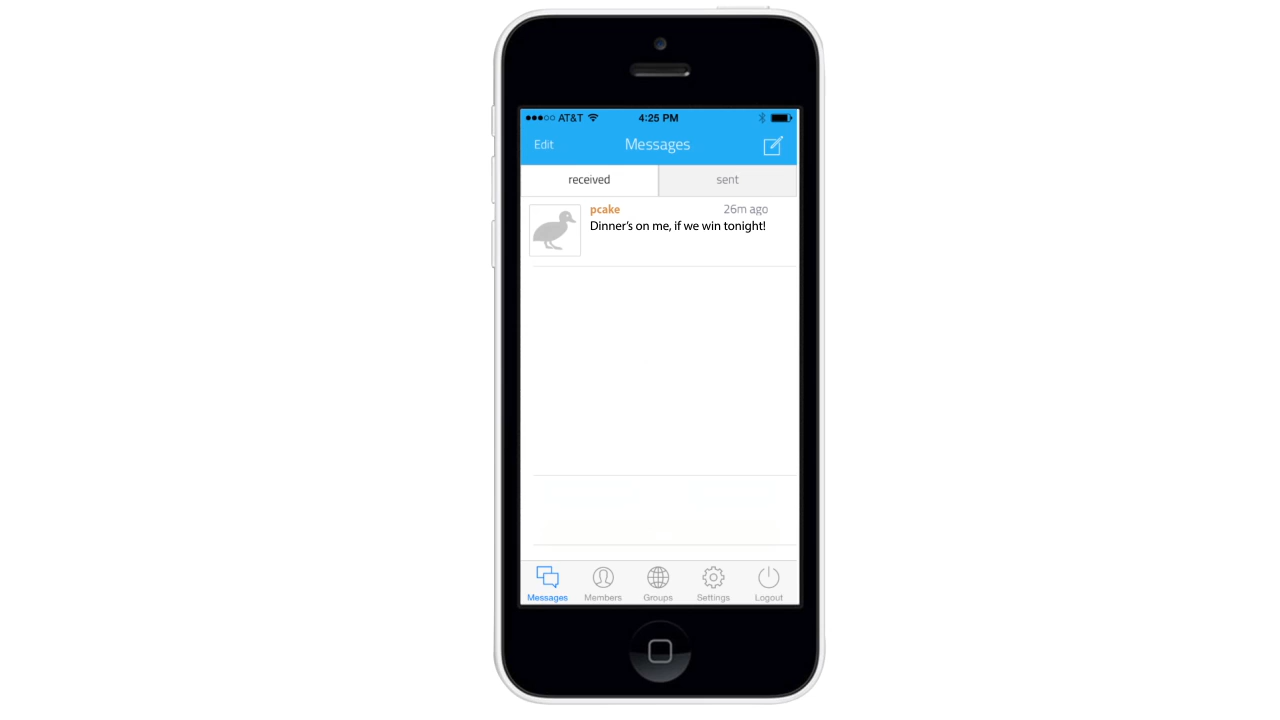 AT&T 4:25 PM
Edit Messages
received sent
pcake 26m ago
Dinner's on me, if we win tonight!
Messages Members Groups Settings Logout